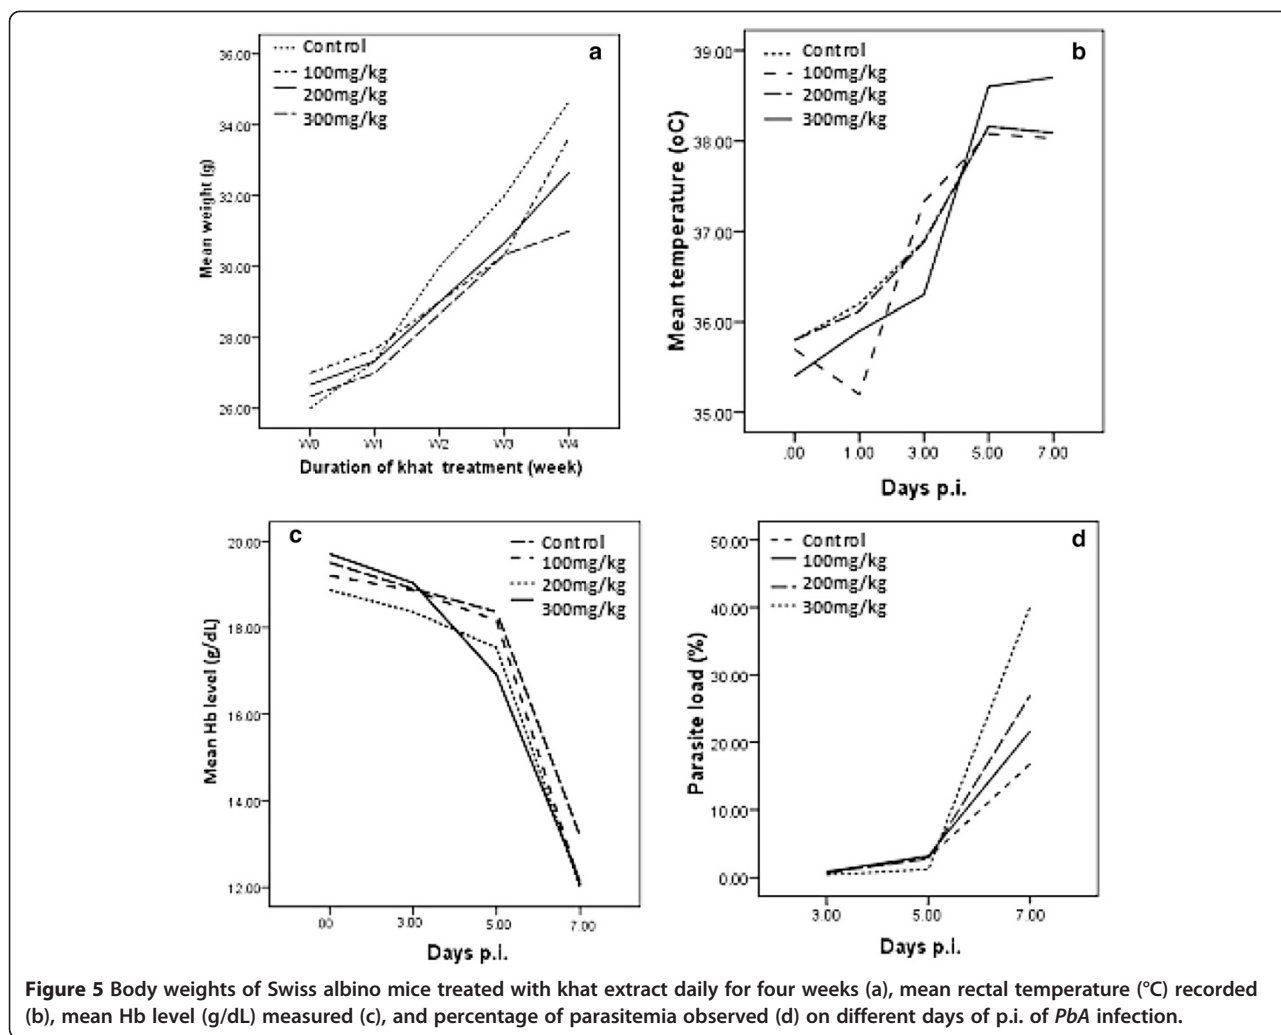 a
Control
100mg/kg
200mg/kg
300mg/kg
Mean weight (g)
36.00
34.00
32.00
30.00
28.00
26.00
W0 W1 W2 W3 W4
Duration of khat treatment (week)
b
Control
100mg/kg
200mg/kg
300mg/kg
Mean temperature (oC)
39.00
38.00
37.00
36.00
35.00
.00 1.00 3.00 5.00 7.00
Days p.i.
c
Control
100mg/kg
200mg/kg
300mg/kg
Mean Hb level (g/dL)
20.00
18.00
16.00
14.00
12.00
00 3.00 5.00 7.00
Days p.i.
d
Control
100mg/kg
200mg/kg
300mg/kg
Parasite load (%)
50.00
40.00
30.00
20.00
10.00
0.00
3.00 5.00 7.00
Days p.i.
Figure 5 Body weights of Swiss albino mice treated with khat extract daily for four weeks (a), mean rectal temperature (°C) recorded
(b), mean Hb level (g/dL) measured (c), and percentage of parasitemia observed (d) on different days of p.i. of PbA infection.